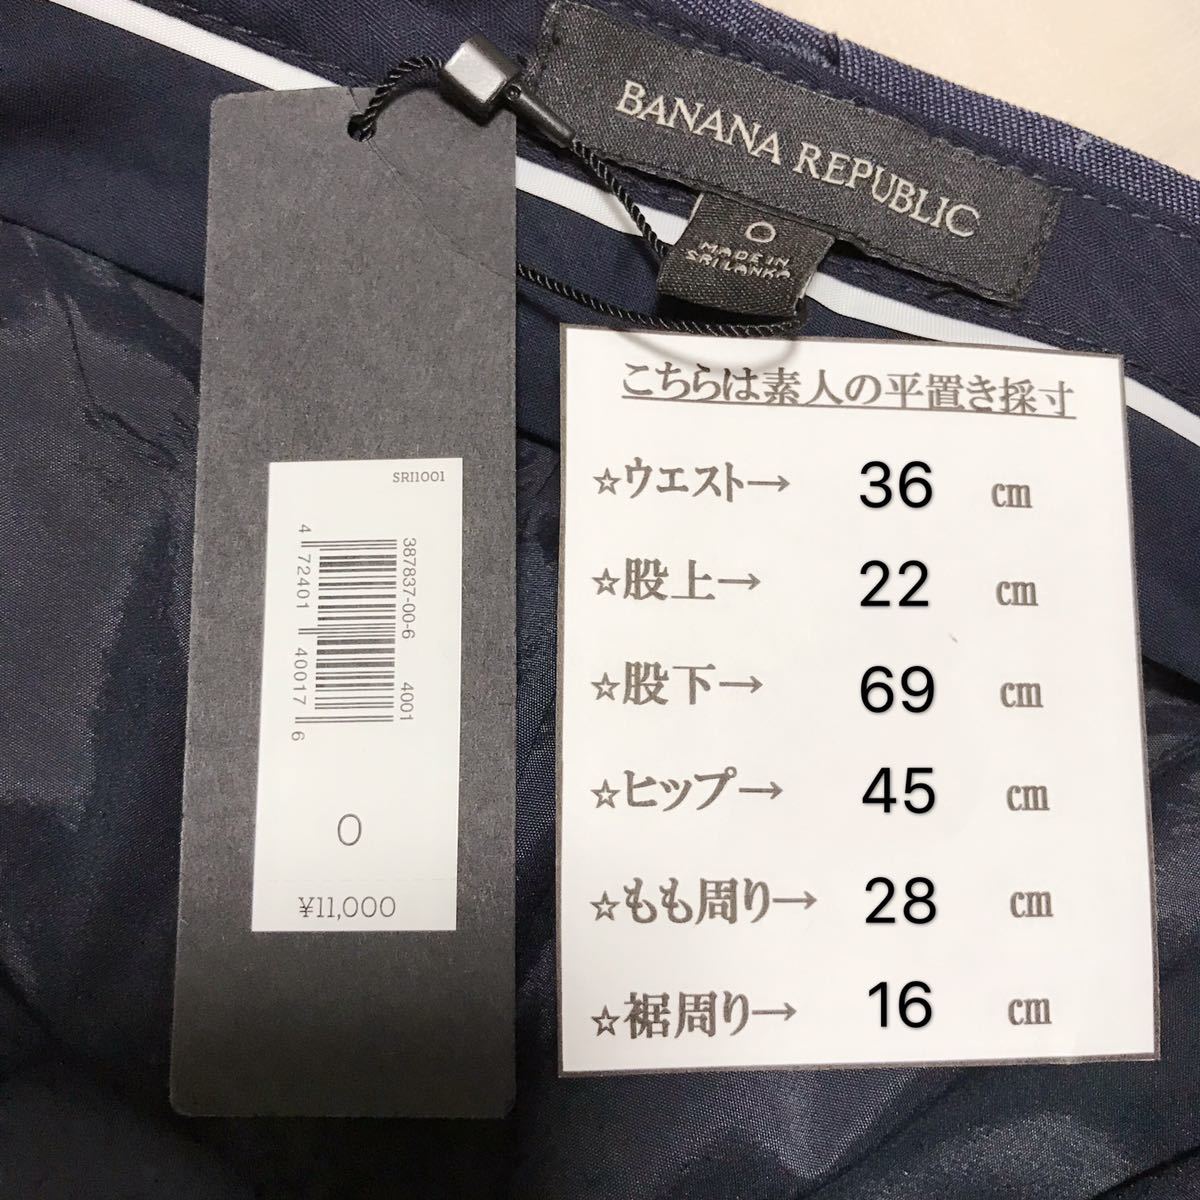 BANANA REPUBLIC
0
MADE IN
SRI LANKA
SRI1001
387837-00-6 4001
4 72401 40017 6
0
¥11,000
こちらは素人の平置き採寸
☆ウエスト→ 36 ㎝
☆股上→ 22 ㎝
☆股下→ 69 ㎝
☆ヒップ→ 45 ㎝
☆もも周り→ 28 ㎝
☆裾周り→ 16 ㎝